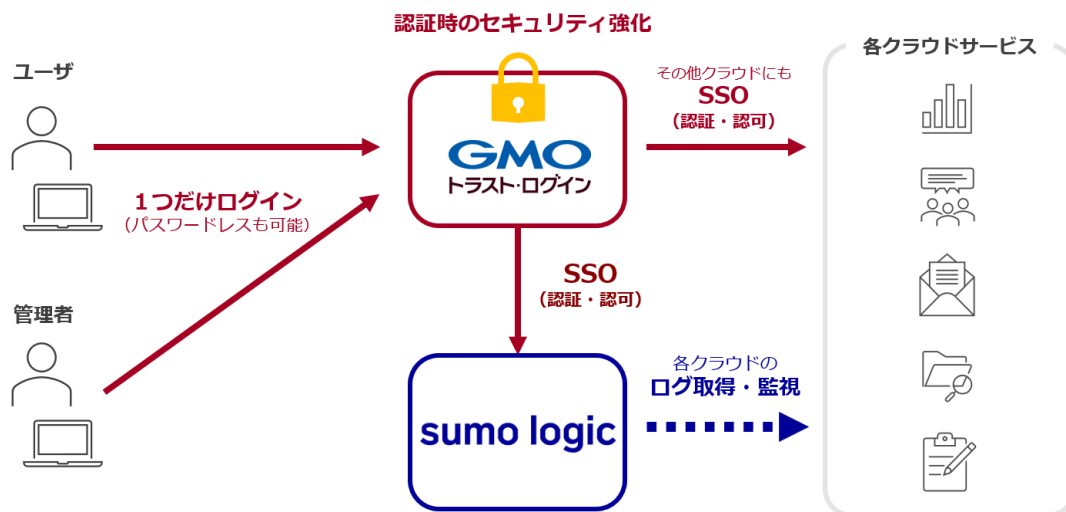 認証時のセキュリティ強化
各クラウドサービス
ユーザ
その他クラウドにも
SSO
（認証・認可）
GMO
トラスト・ログイン
１つだけログイン
（パスワードレスも可能）
SSO
（認証・認可）
管理者
各クラウドの
ログ取得・監視
sumo logic